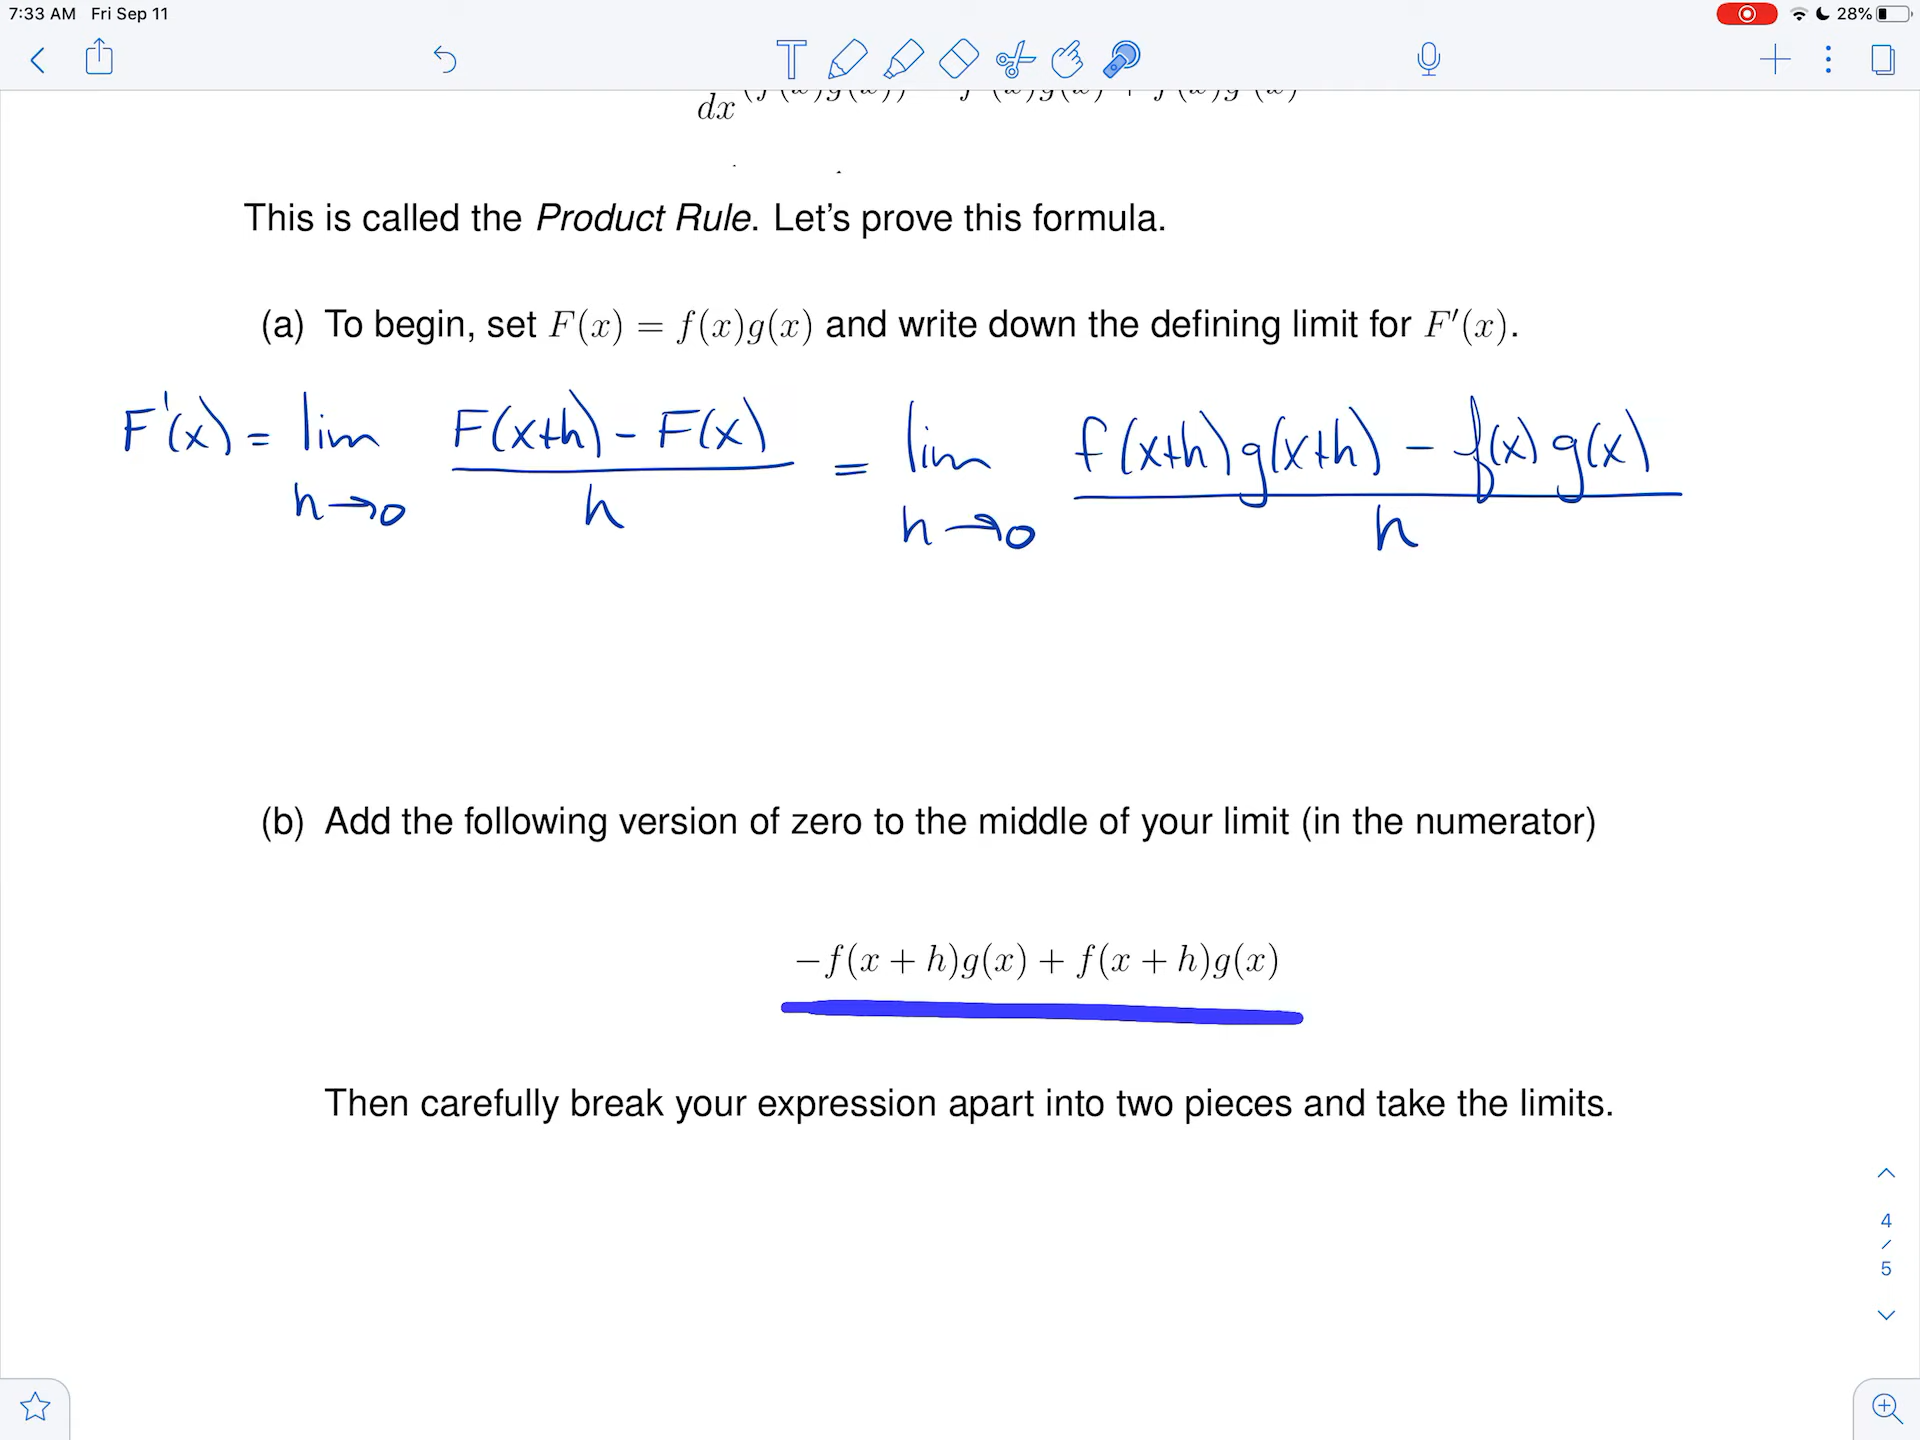 7:33 AM Fri Sep 11 28%
dx
This is called the Product Rule. Let's prove this formula.
(a) To begin, set F(x) = f(x)g(x) and write down the defining limit for F′(x).
F'(x) = lim h→0 F(x+h) - F(x) / h = lim h→0 f(x+h)g(x+h) - f(x)g(x) / h
(b) Add the following version of zero to the middle of your limit (in the numerator)
−f(x + h)g(x) + f(x + h)g(x)
Then carefully break your expression apart into two pieces and take the limits.
4
/
5